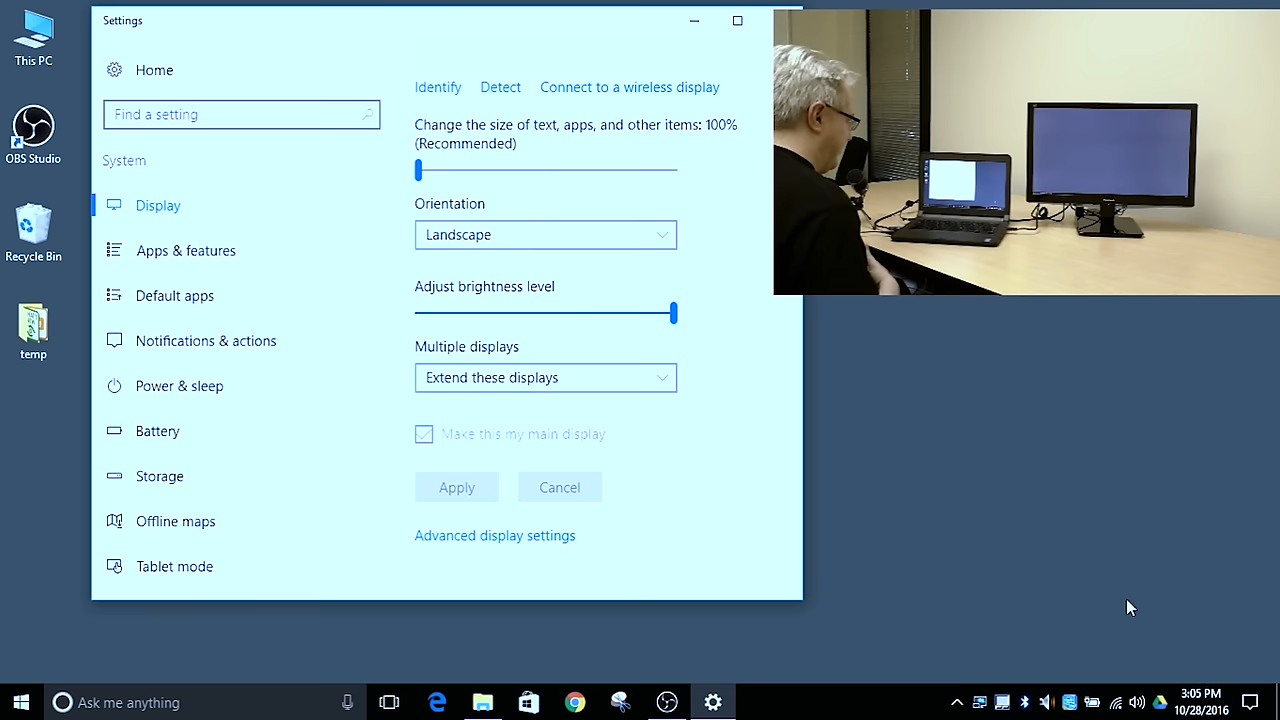 This PC
OBS Studio
Recycle Bin
temp
Settings
Home
Find a setting
System
Display
Apps & features
Default apps
Notifications & actions
Power & sleep
Battery
Storage
Offline maps
Tablet mode
Identify Detect Connect to a wireless display
Change the size of text, apps, and other items: 100%
(Recommended)
Orientation
Landscape
Adjust brightness level
Multiple displays
Extend these displays
Make this my main display
Apply Cancel
Advanced display settings
Ask me anything
3:05 PM
10/28/2016